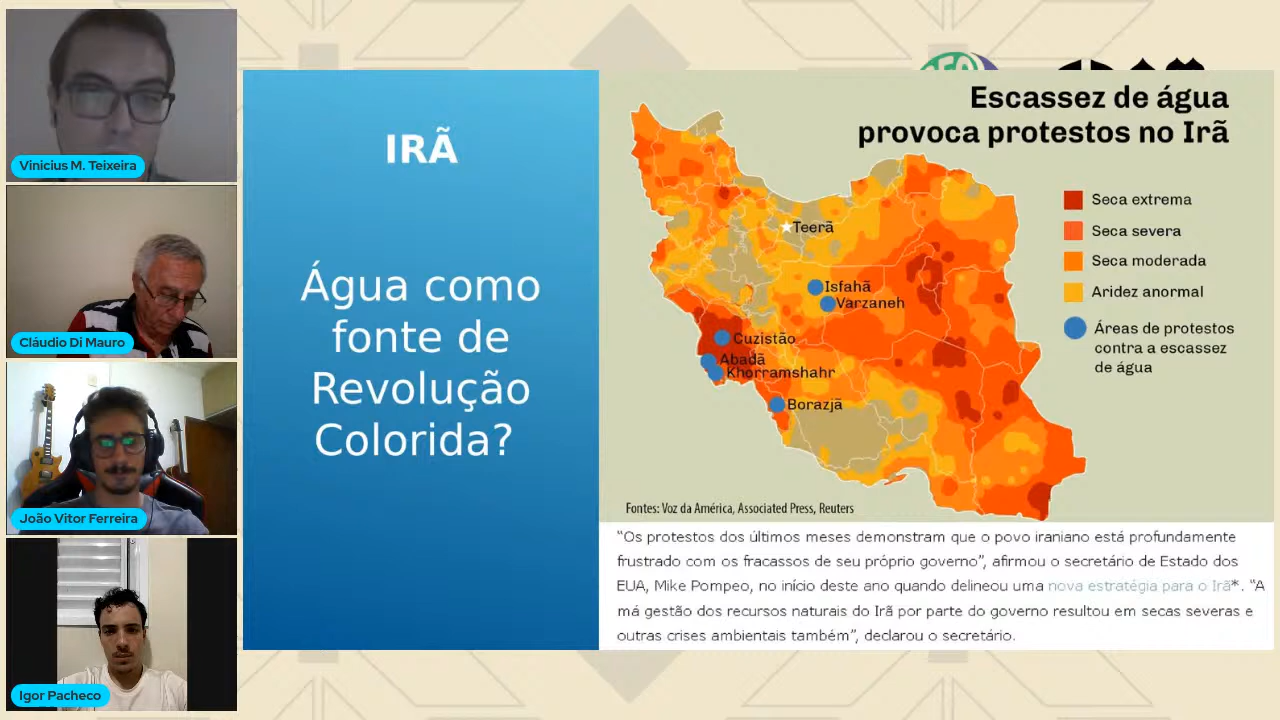 Vinicius M. Teixeira
Cláudio Di Mauro
João Vitor Ferreira
Igor Pacheco
IRÃ
Água como
fonte de
Revolução
Colorida?
Escassez de água
provoca protestos no Irã
Seca extrema
Seca severa
Seca moderada
Aridez anormal
Áreas de protestos
contra a escassez
de água
Teerã
Isfahã
Varzaneh
Cuzistão
Abadã
Khorramshahr
Borazjã
Fontes: Voz da América, Associated Press, Reuters
“Os protestos dos últimos meses demonstram que o povo iraniano está profundamente
frustrado com os fracassos de seu próprio governo”, afirmou o secretário de Estado dos
EUA, Mike Pompeo, no início deste ano quando delineou uma nova estratégia para o Irã*. “A
má gestão dos recursos naturais do Irã por parte do governo resultou em secas severas e
outras crises ambientais também”, declarou o secretário.